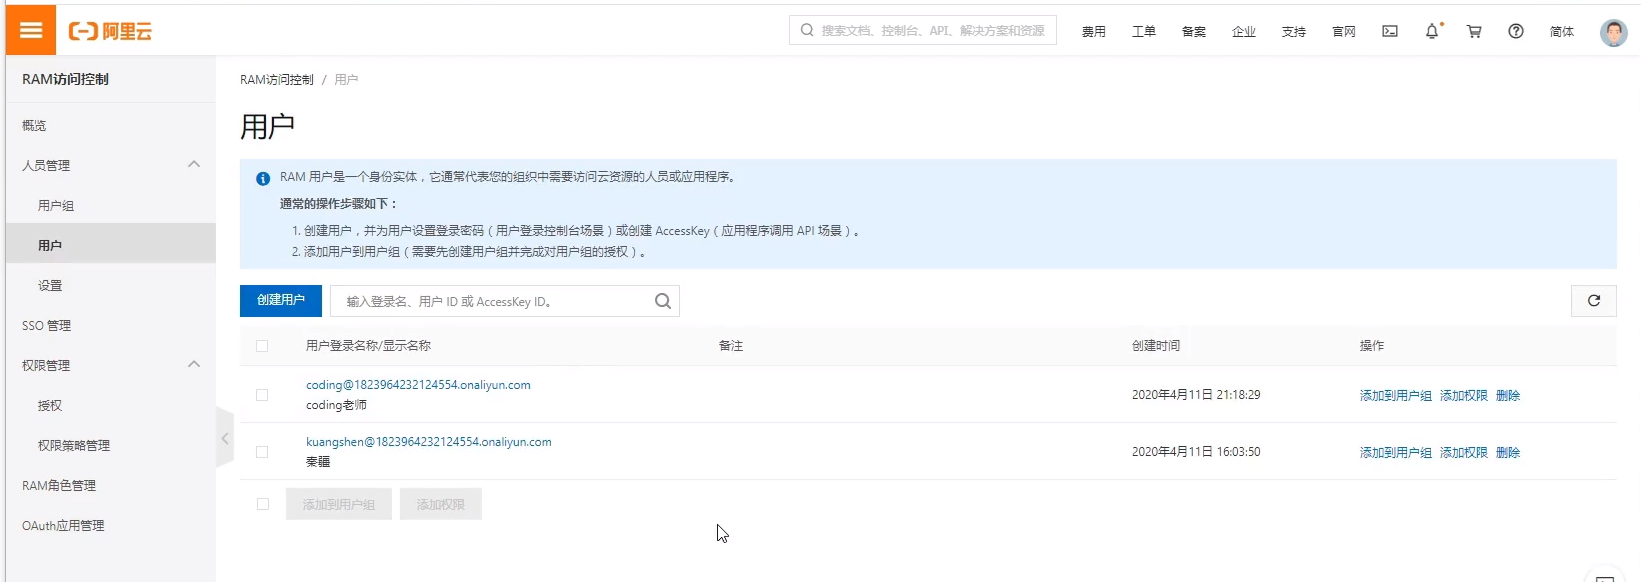 阿里云
搜索文档、控制台、API、解决方案和资源
费用 工单 备案 企业 支持 官网 简体
RAM访问控制
概览
人员管理
用户组
用户
设置
SSO 管理
权限管理
授权
权限策略管理
RAM角色管理
OAuth应用管理
RAM访问控制 / 用户
用户
RAM 用户是一个身份实体，它通常代表您的组织中需要访问云资源的人员或应用程序。
通常的操作步骤如下：
1. 创建用户，并为用户设置登录密码（用户登录控制台场景）或创建 AccessKey（应用程序调用 API 场景）。
2. 添加用户到用户组（需要先创建用户组并完成对用户组的授权）。
创建用户 输入登录名、用户 ID 或 AccessKey ID。
用户登录名称/显示名称 备注 创建时间 操作
coding@1823964232124554.onaliyun.com
coding老师
2020年4月11日 21:18:29 添加到用户组 添加权限 删除
kuangshen@1823964232124554.onaliyun.com
秦疆
2020年4月11日 16:03:50 添加到用户组 添加权限 删除
添加到用户组 添加权限